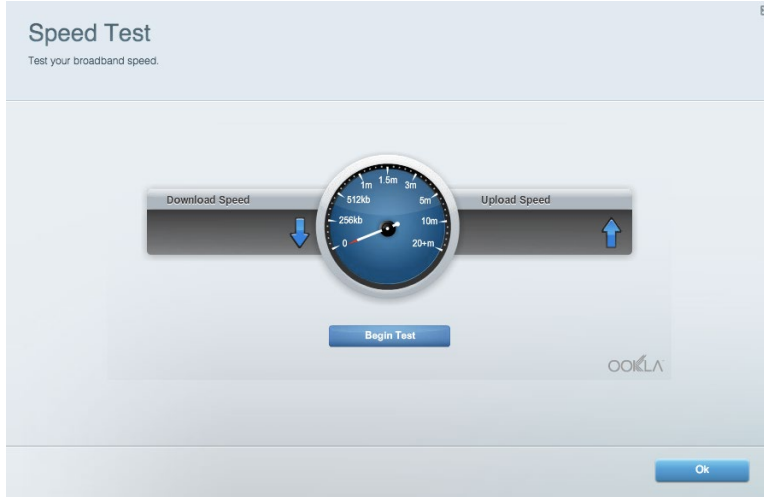 Speed Test
Test your broadband speed.
Download Speed
Upload Speed
0
256kb
512kb
1m
1.5m
3m
5m
10m
20+m
Begin Test
OOKLA
Ok